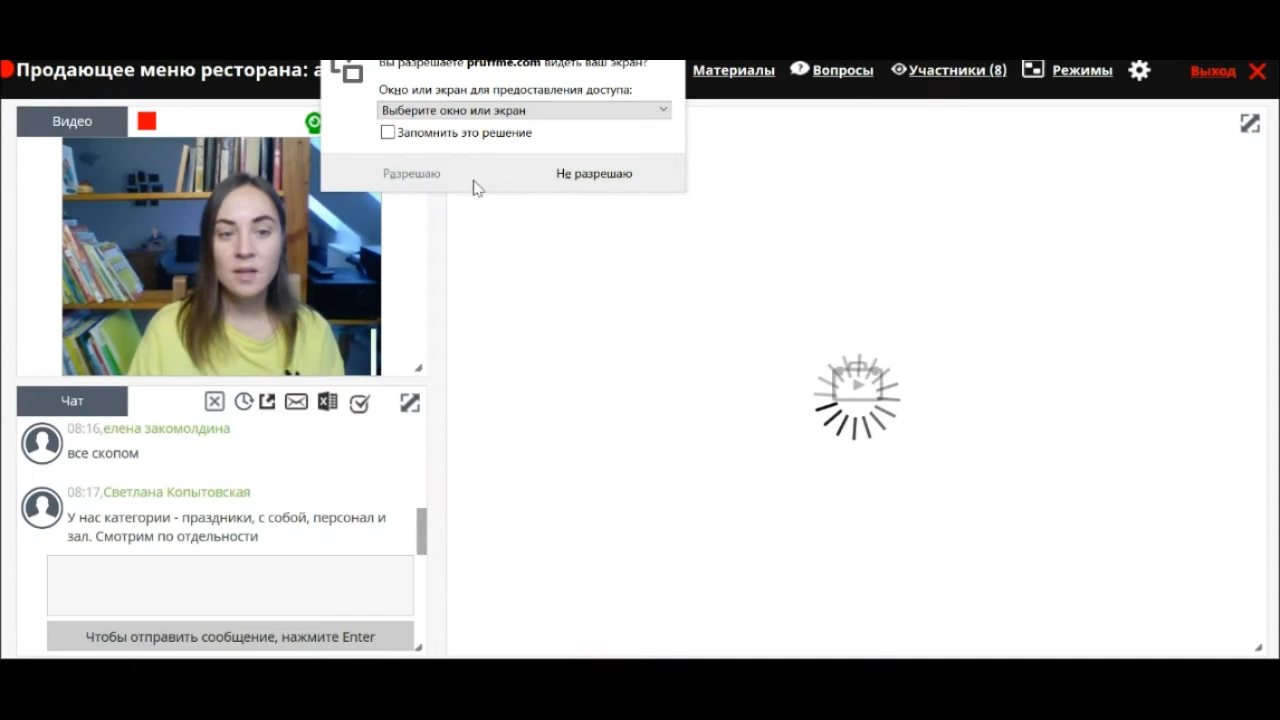 Продающее меню ресторана: а
Вы разрешаете pruffme.com видеть ваш экран?
Материалы
Вопросы
Участники (8)
Режимы
Выход
Окно или экран для предоставления доступа:
Выберите окно или экран
Запомнить это решение
Разрешаю
Не разрешаю
Видео
Чат
08:16,елена закомолдина
все скопом
08:17,Светлана Копытовская
У нас категории - праздники, с собой, персонал и
зал. Смотрим по отдельности
Чтобы отправить сообщение, нажмите Enter